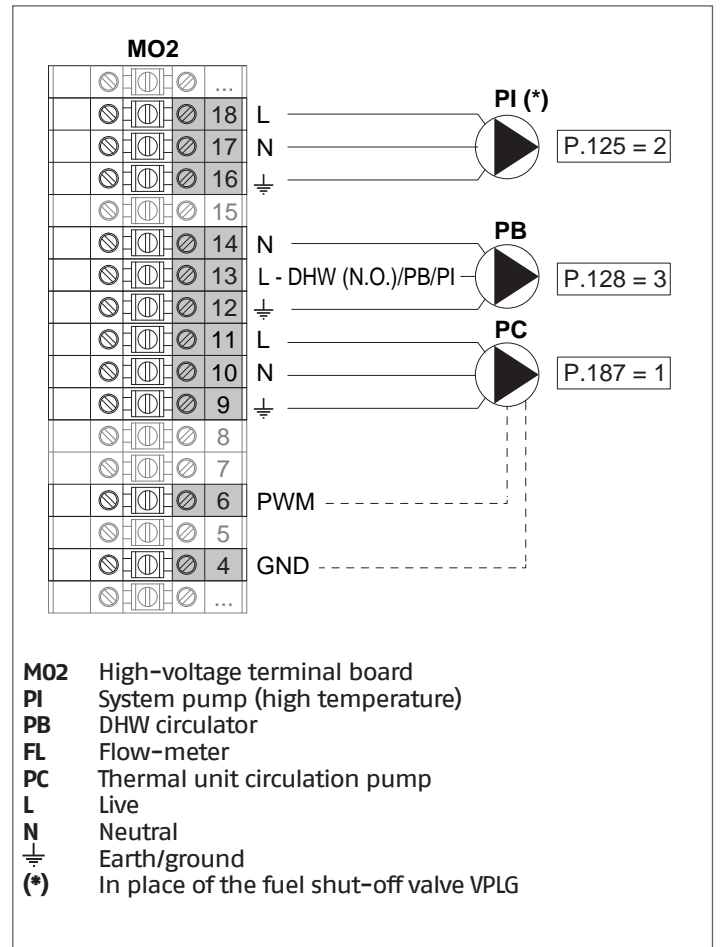 MO2
...
18 L
17 N
16 ⏚
PI (*)
P.125 = 2
15
14 N
13 L - DHW (N.O.)/PB/PI
12 ⏚
PB
P.128 = 3
11 L
10 N
9 ⏚
PC
P.187 = 1
8
7
6 PWM
5
4 GND
...
M02 High-voltage terminal board
PI System pump (high temperature)
PB DHW circulator
FL Flow-meter
PC Thermal unit circulation pump
L Live
N Neutral
⏚ Earth/ground
(*) In place of the fuel shut-off valve VPLG